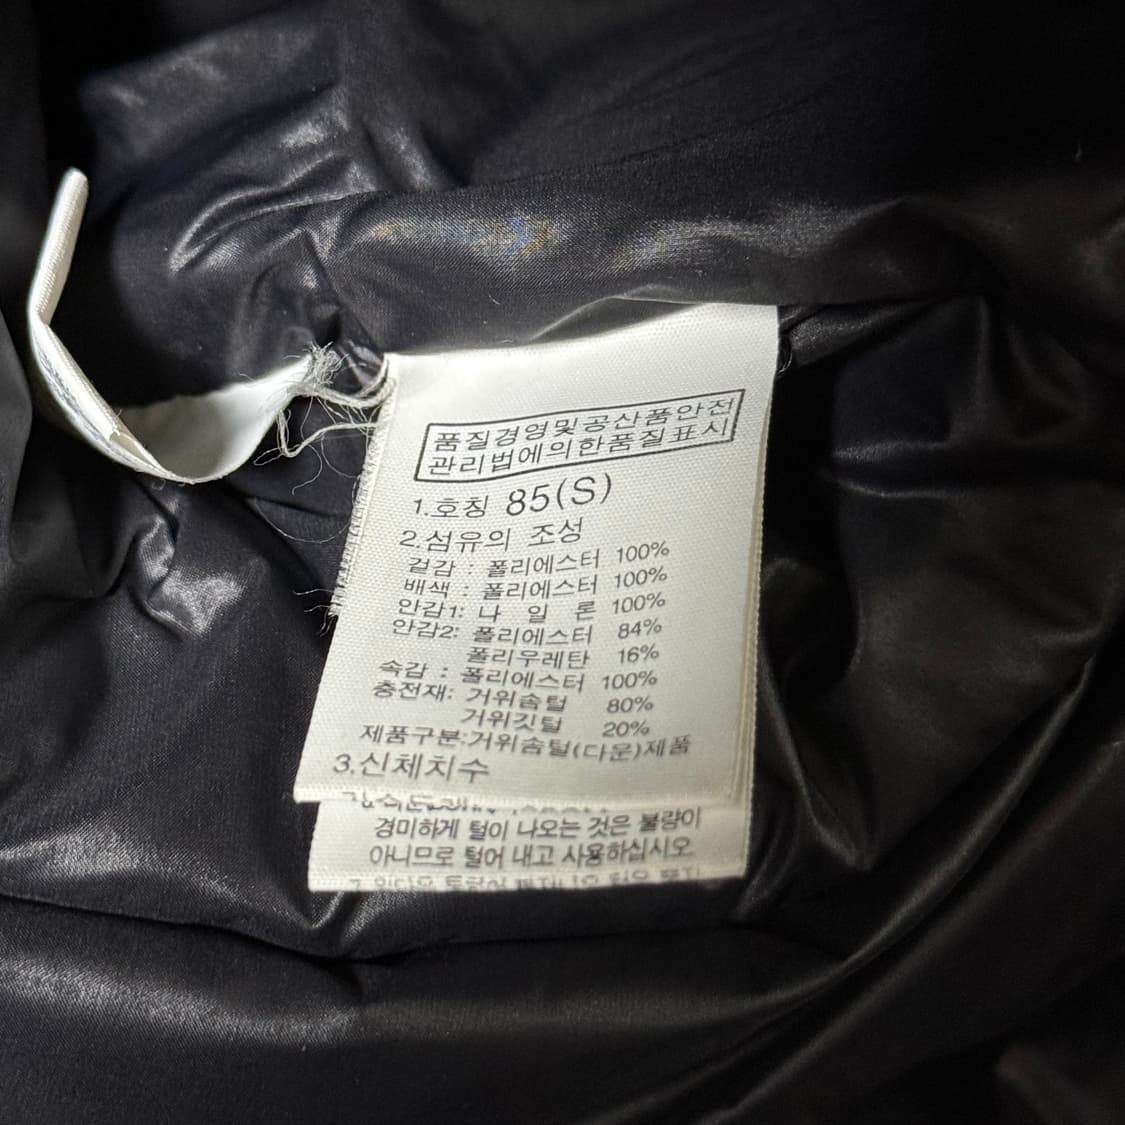 품질경영및공산품안전
관리법에의한품질표시
1.호칭 85(S)
2.섬유의 조성
겉감 : 폴리에스터 100%
배색 : 폴리에스터 100%
안감1: 나 일 론 100%
안감2: 폴리에스터 84%
폴리우레탄 16%
속감 : 폴리에스터 100%
충전재: 거위솜털 80%
거위깃털 20%
제품구분:거위솜털(다운)제품
3.신체치수
경미하게 털이 나오는 것은 불량이
아니므로 털어 내고 사용하십시오